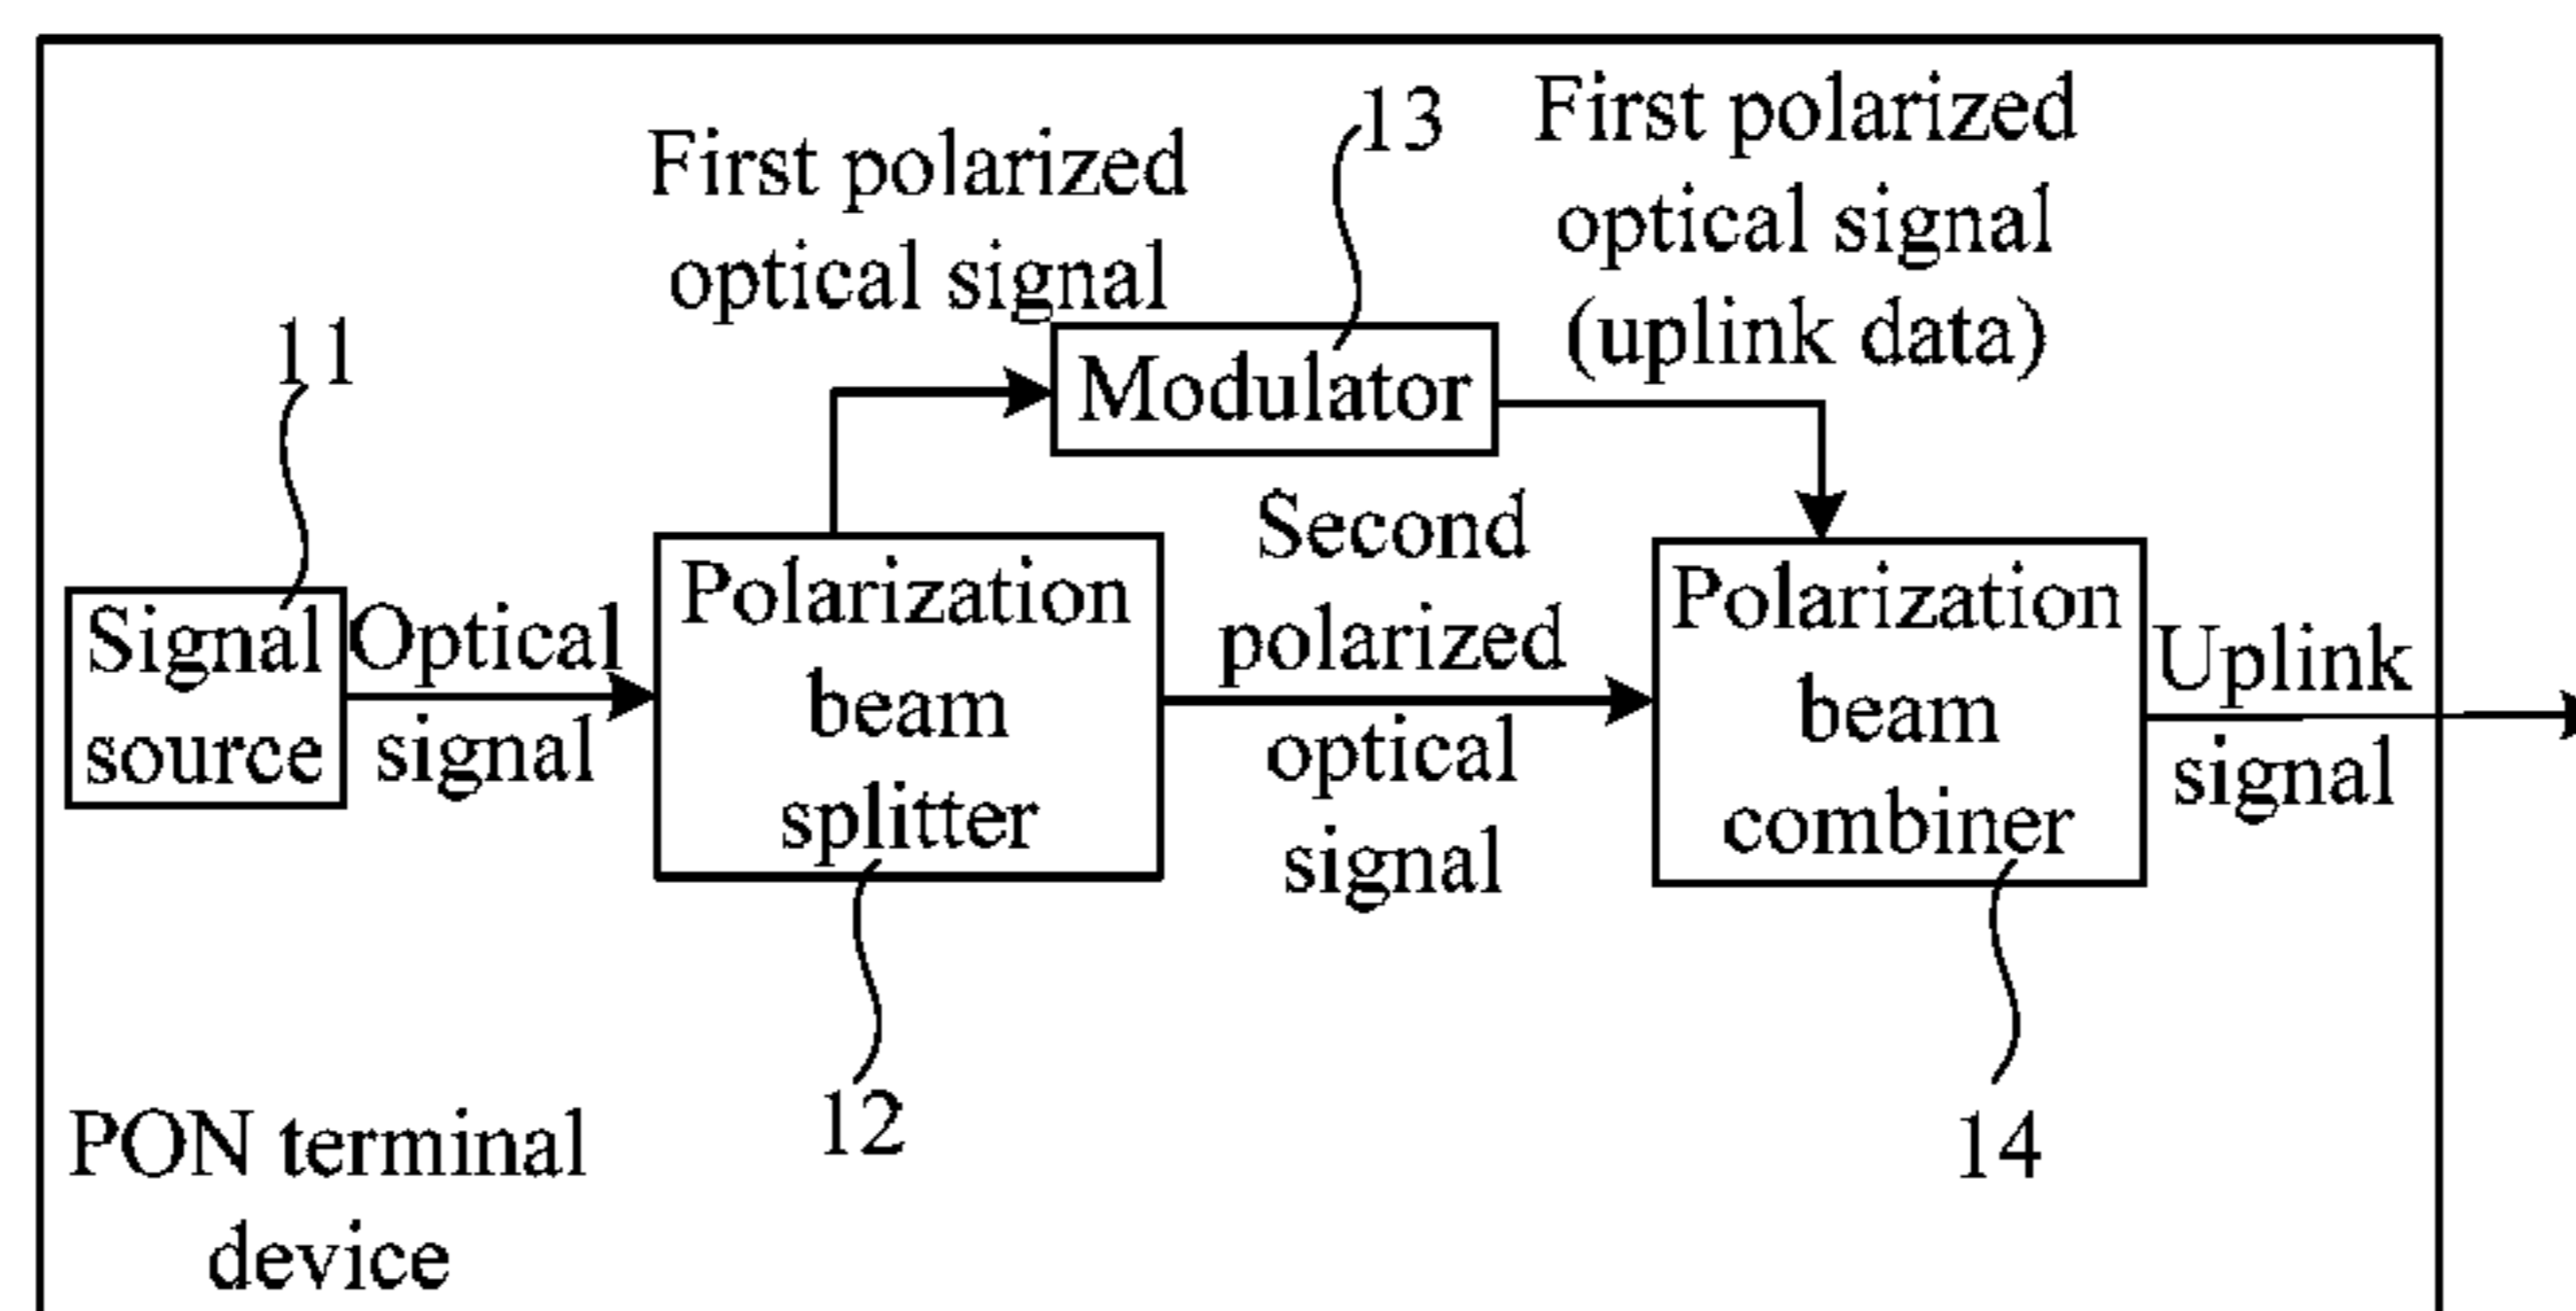 13
First polarized
optical signal
(uplink data)
First polarized
optical signal
11
Modulator
Signal
source
Optical
signal
Polarization
beam
splitter
Second
polarized
optical
signal
Polarization
beam
combiner
Uplink
signal
12
14
PON terminal
device